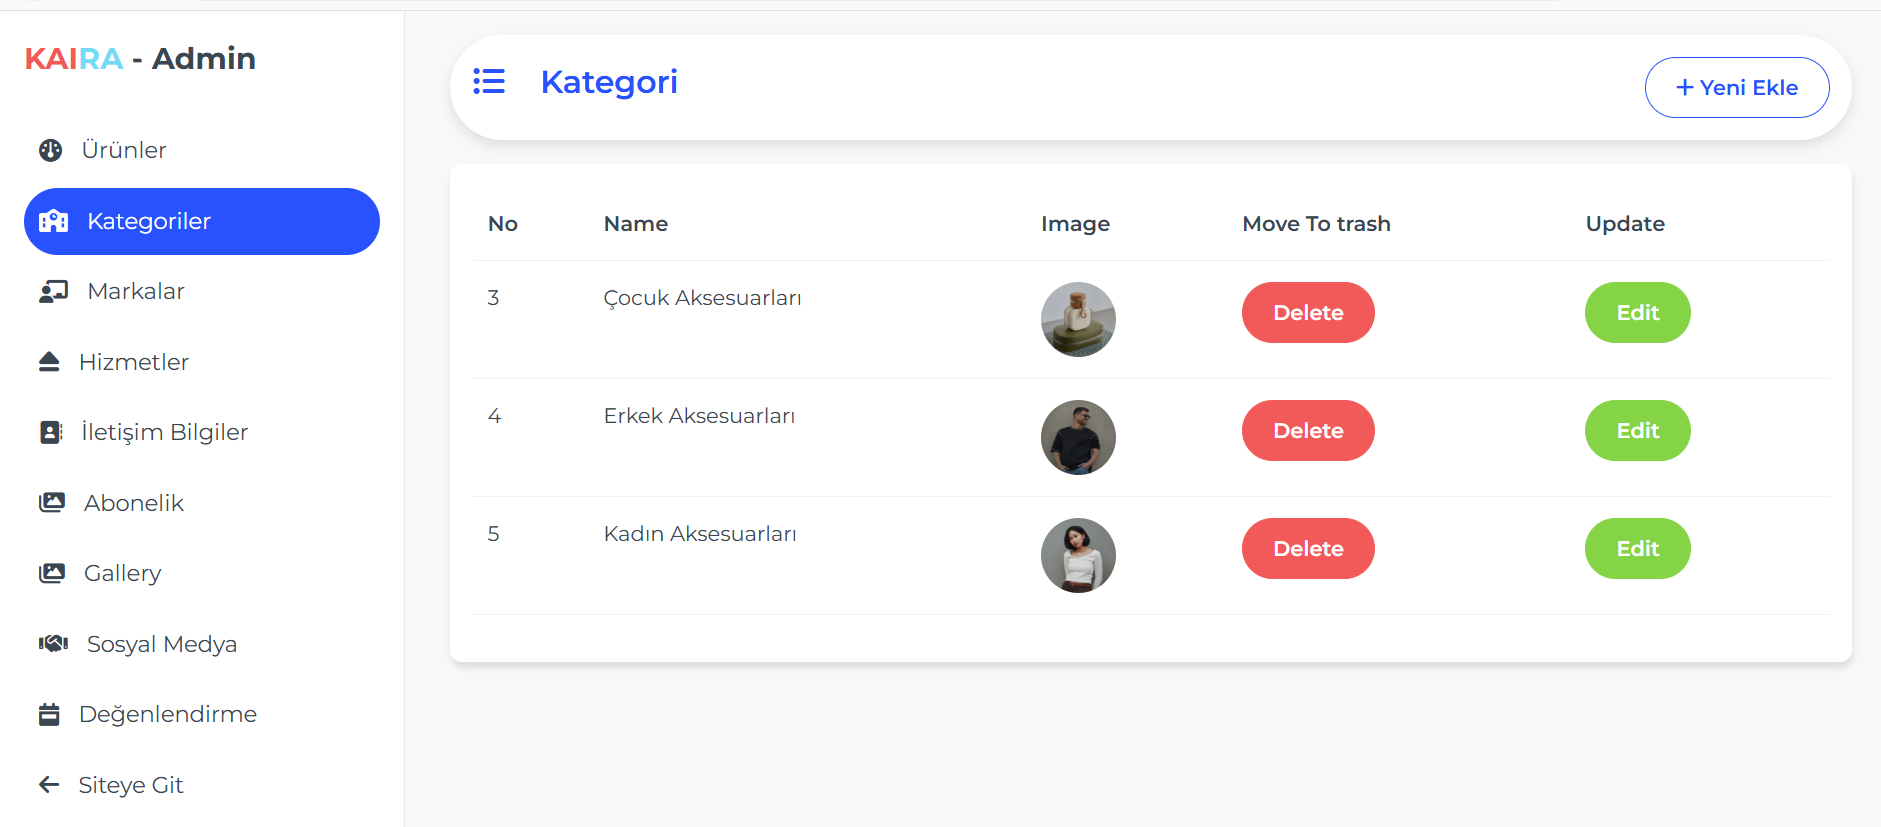 KAIRA - Admin
Ürünler
Kategoriler
Markalar
Hizmetler
İletişim Bilgiler
Abonelik
Gallery
Sosyal Medya
Değenlendirme
Siteye Git
Kategori
+ Yeni Ekle
No Name Image Move To trash Update
3 Çocuk Aksesuarları Delete Edit
4 Erkek Aksesuarları Delete Edit
5 Kadın Aksesuarları Delete Edit